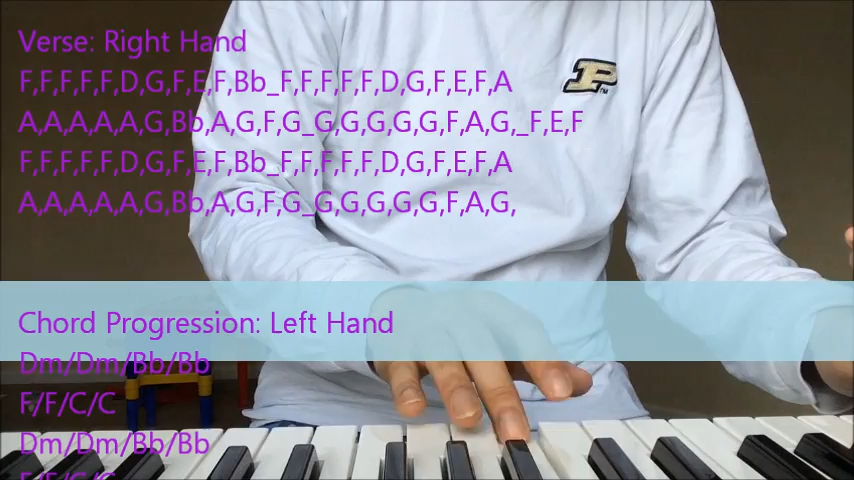 Verse: Right Hand
F,F,F,F,F,D,G,F,E,F,Bb_F,F,F,F,F,D,G,F,E,F,A
A,A,A,A,A,G,Bb,A,G,F,G_G,G,G,G,G,F,A,G,_F,E,F
F,F,F,F,F,D,G,F,E,F,Bb_F,F,F,F,F,D,G,F,E,F,A
A,A,A,A,A,G,Bb,A,G,F,G_G,G,G,G,G,F,A,G,
P
TM
Chord Progression: Left Hand
Dm/Dm/Bb/Bb
F/F/C/C
Dm/Dm/Bb/Bb
F/F/C/C